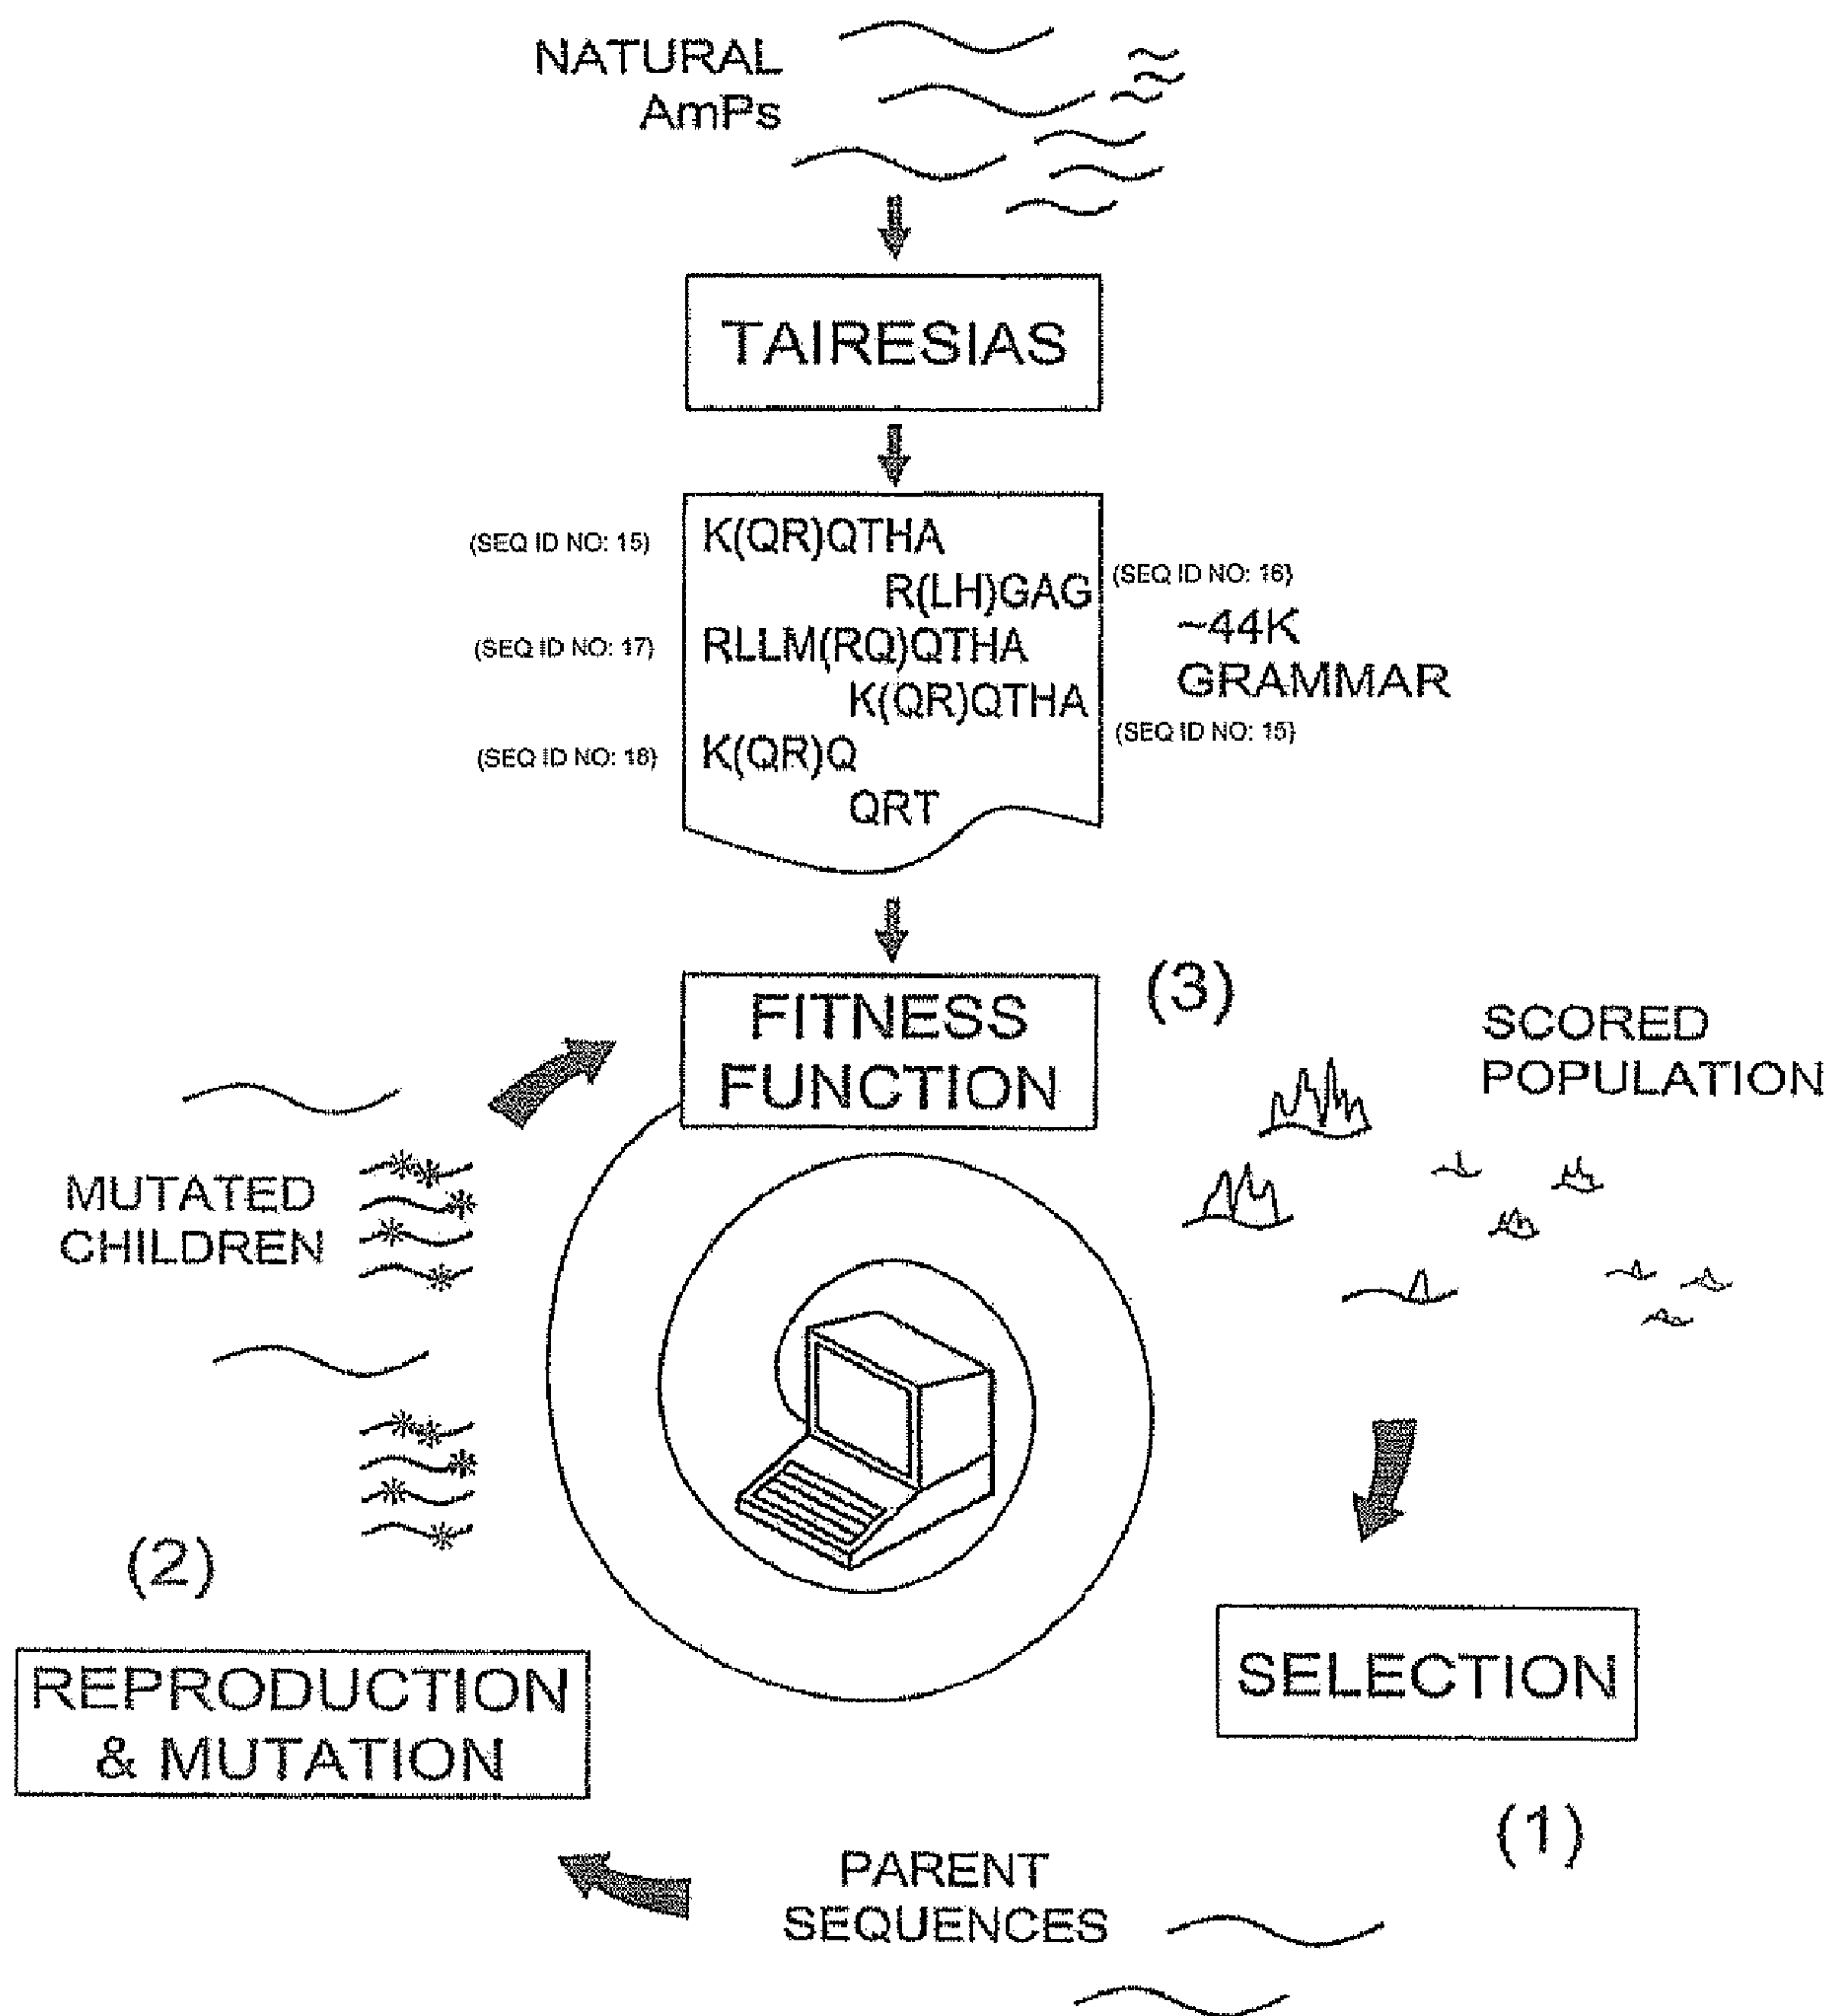 NATURAL
AmPs
TAIRESIAS
(SEQ ID NO: 15) K(QR)QTHA
R(LH)GAG (SEQ ID NO: 16)
~44K
GRAMMAR
(SEQ ID NO: 17) RLLM(RQ)QTHA
K(QR)QTHA (SEQ ID NO: 15)
(SEQ ID NO: 18) K(QR)Q
QRT
FITNESS
FUNCTION
(3)
SCORED
POPULATION
MUTATED
CHILDREN
(2)
REPRODUCTION
& MUTATION
SELECTION
(1)
PARENT
SEQUENCES